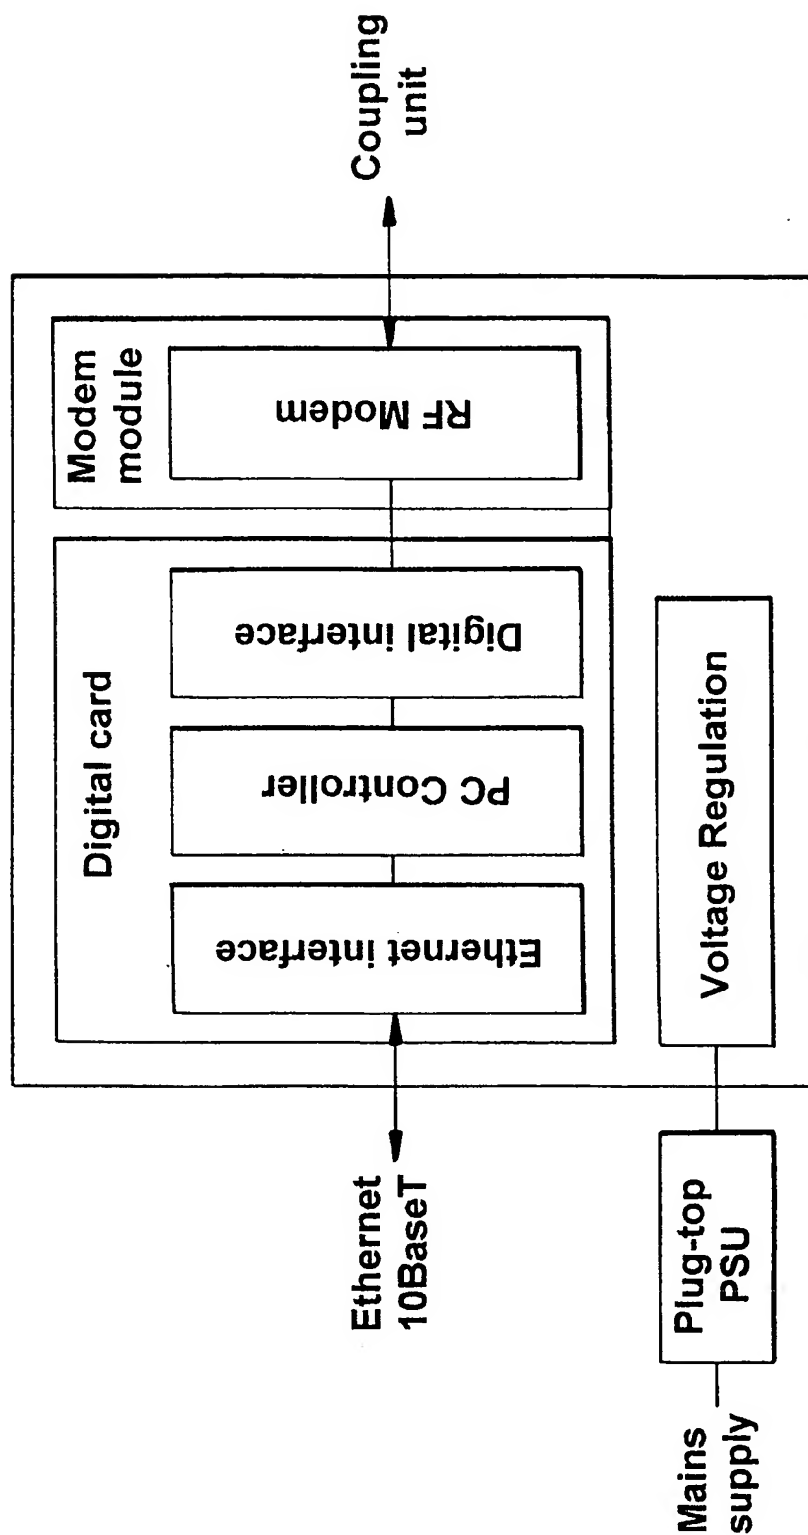 Digital card
Modem
module
Ethernet
10BaseT
Ethernet interface
PC Controller
Digital interface
RF Modem
Coupling
unit
Mains
supply
Plug-top
PSU
Voltage Regulation